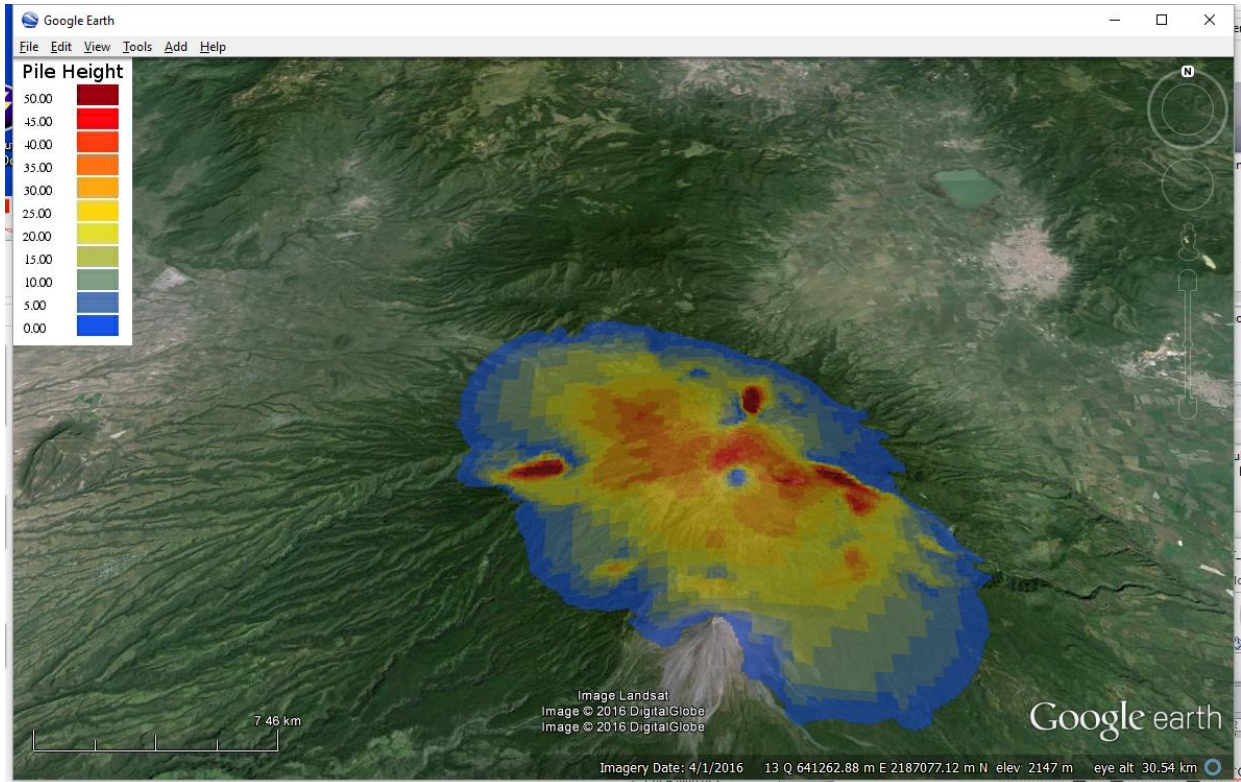 Google Earth
File Edit View Tools Add Help
Pile Height
50.00
45.00
40.00
35.00
30.00
25.00
20.00
15.00
10.00
5.00
0.00
N
7.46 km
Image Landsat
Image © 2016 DigitalGlobe
Image © 2016 DigitalGlobe
Google earth
Imagery Date: 4/1/2016 13 Q 641262.88 m E 2187077.12 m N elev 2147 m eye alt 30.54 km